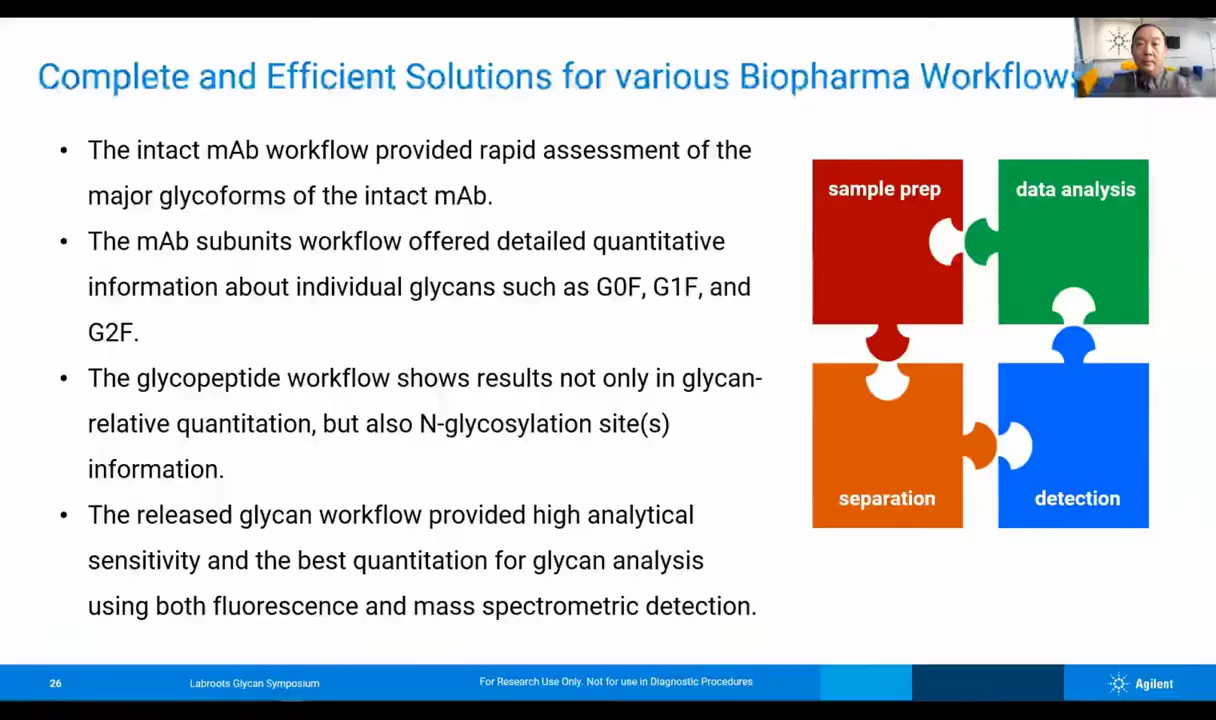 Complete and Efficient Solutions for various Biopharma Workflows
• The intact mAb workflow provided rapid assessment of the
major glycoforms of the intact mAb.
• The mAb subunits workflow offered detailed quantitative
information about individual glycans such as G0F, G1F, and
G2F.
• The glycopeptide workflow shows results not only in glycan-
relative quantitation, but also N-glycosylation site(s)
information.
• The released glycan workflow provided high analytical
sensitivity and the best quantitation for glycan analysis
using both fluorescence and mass spectrometric detection.
sample prep
data analysis
separation
detection
26
Labroots Glycan Symposium
For Research Use Only. Not for use in Diagnostic Procedures
Agilent